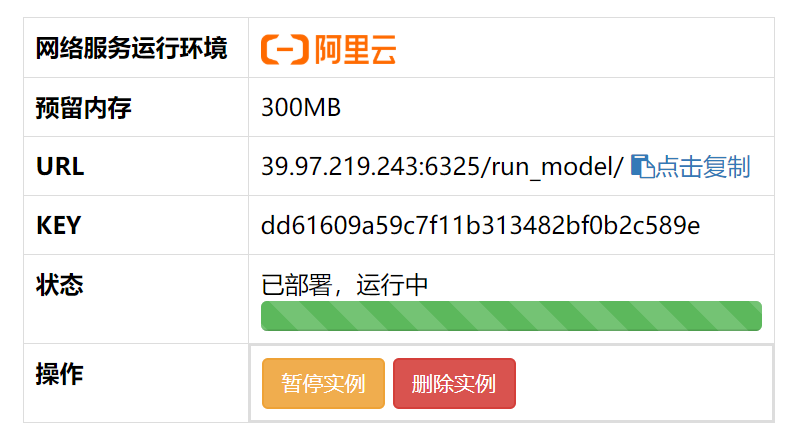 网络服务运行环境 阿里云
预留内存 300MB
URL 39.97.219.243:6325/run_model/ 点击复制
KEY dd61609a59c7f11b313482bf0b2c589e
状态 已部署，运行中
操作 暂停实例 删除实例